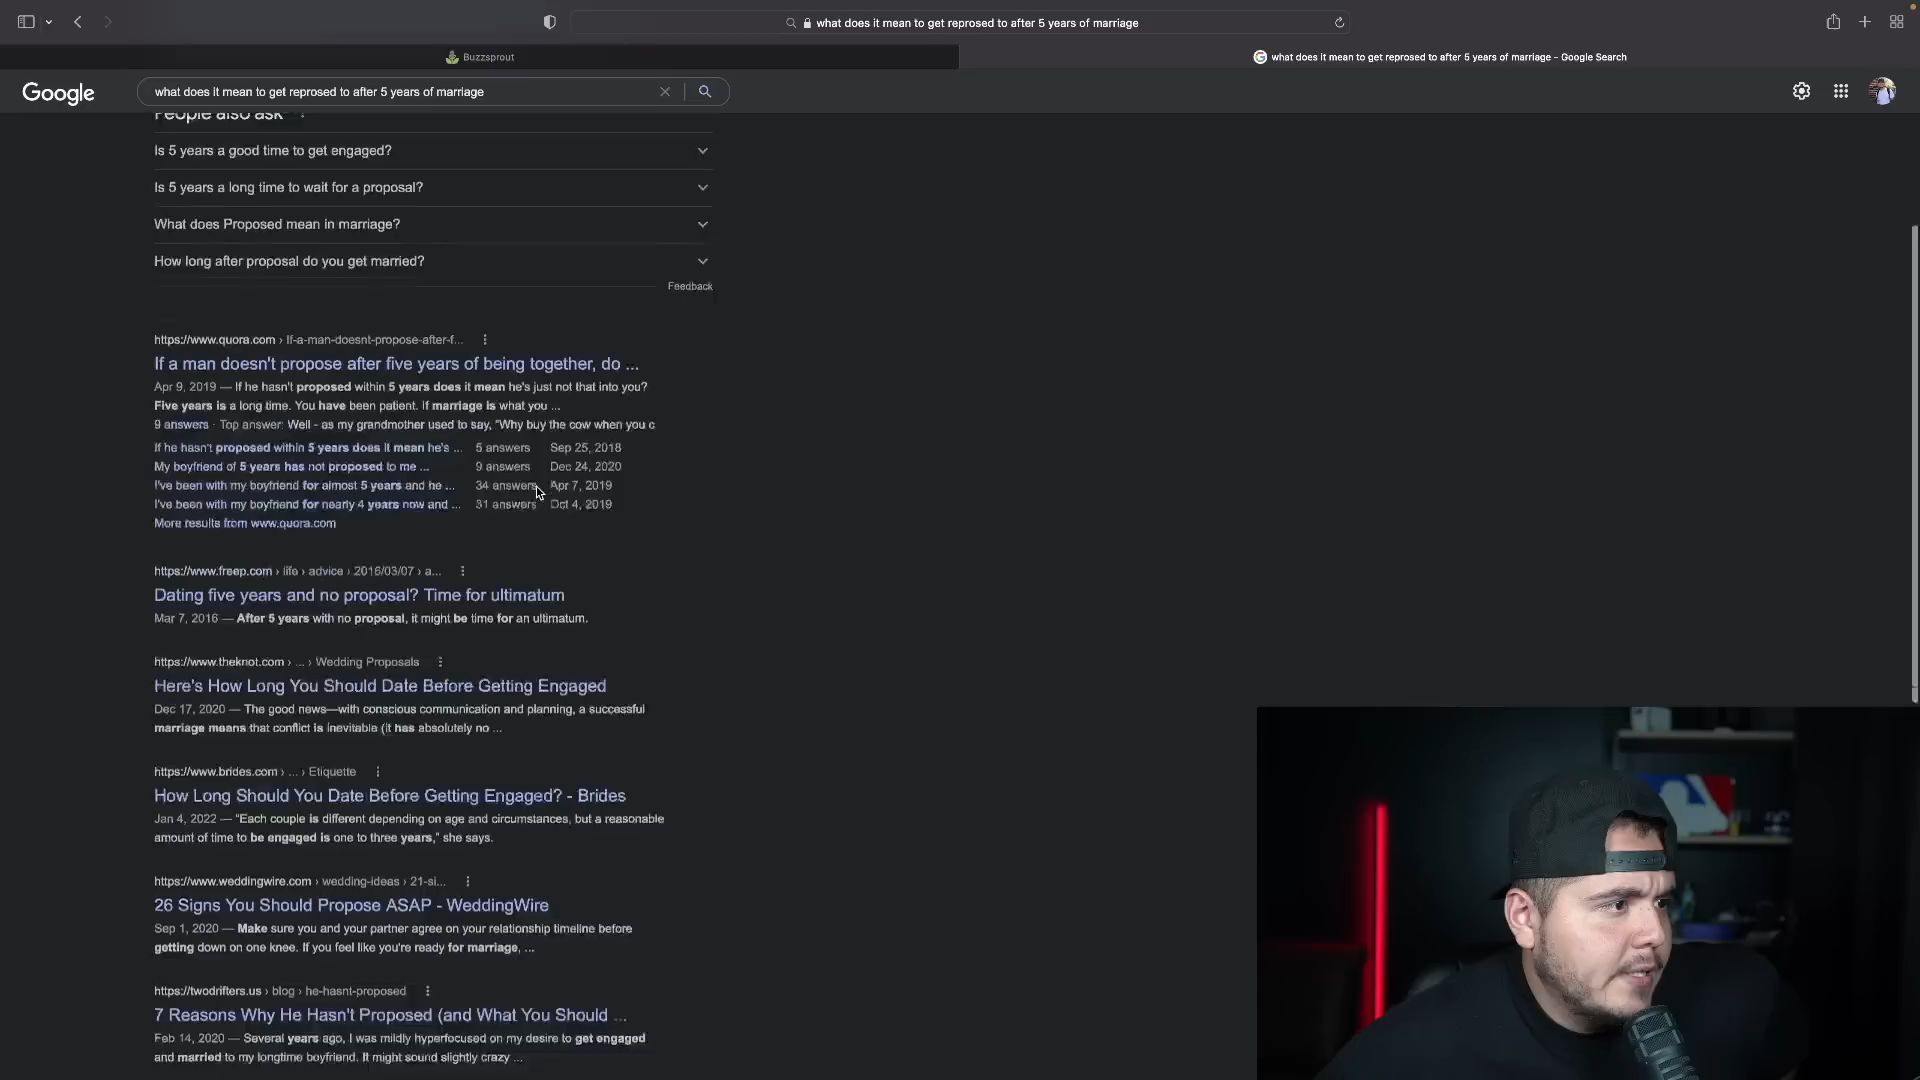 what does it mean to get reprosed to after 5 years of marriage
Buzzsprout
what does it mean to get reprosed to after 5 years of marriage - Google Search
Google
what does it mean to get reprosed to after 5 years of marriage
People also ask
Is 5 years a good time to get engaged?
Is 5 years a long time to wait for a proposal?
What does Proposed mean in marriage?
How long after proposal do you get married?
Feedback
https://www.quora.com › If-a-man-doesnt-propose-after-f...
If a man doesn't propose after five years of being together, do ...
Apr 9, 2019 — If he hasn't proposed within 5 years does it mean he's just not that into you?
Five years is a long time. You have been patient. If marriage is what you ...
9 answers · Top answer: Well - as my grandmother used to say, "Why buy the cow when you c
If he hasn't proposed within 5 years does it mean he's ... 5 answers Sep 25, 2018
My boyfriend of 5 years has not proposed to me ... 9 answers Dec 24, 2020
I've been with my boyfriend for almost 5 years and he ... 34 answers Apr 7, 2019
I've been with my boyfriend for nearly 4 years now and ... 31 answers Oct 4, 2019
More results from www.quora.com
https://www.freep.com › life › advice › 2016/03/07 › a...
Dating five years and no proposal? Time for ultimatum
Mar 7, 2016 — After 5 years with no proposal, it might be time for an ultimatum.
https://www.theknot.com › ... › Wedding Proposals
Here's How Long You Should Date Before Getting Engaged
Dec 17, 2020 — The good news—with conscious communication and planning, a successful
marriage means that conflict is inevitable (it has absolutely no ...
https://www.brides.com › ... › Etiquette
How Long Should You Date Before Getting Engaged? - Brides
Jan 4, 2022 — "Each couple is different depending on age and circumstances, but a reasonable
amount of time to be engaged is one to three years," she says.
https://www.weddingwire.com › wedding-ideas › 21-si...
26 Signs You Should Propose ASAP - WeddingWire
Sep 1, 2020 — Make sure you and your partner agree on your relationship timeline before
getting down on one knee. If you feel like you're ready for marriage, ...
https://twodrifters.us › blog › he-hasnt-proposed
7 Reasons Why He Hasn't Proposed (and What You Should ...
Feb 14, 2020 — Several years ago, I was mildly hyperfocused on my desire to get engaged
and married to my longtime boyfriend. It might sound slightly crazy ...